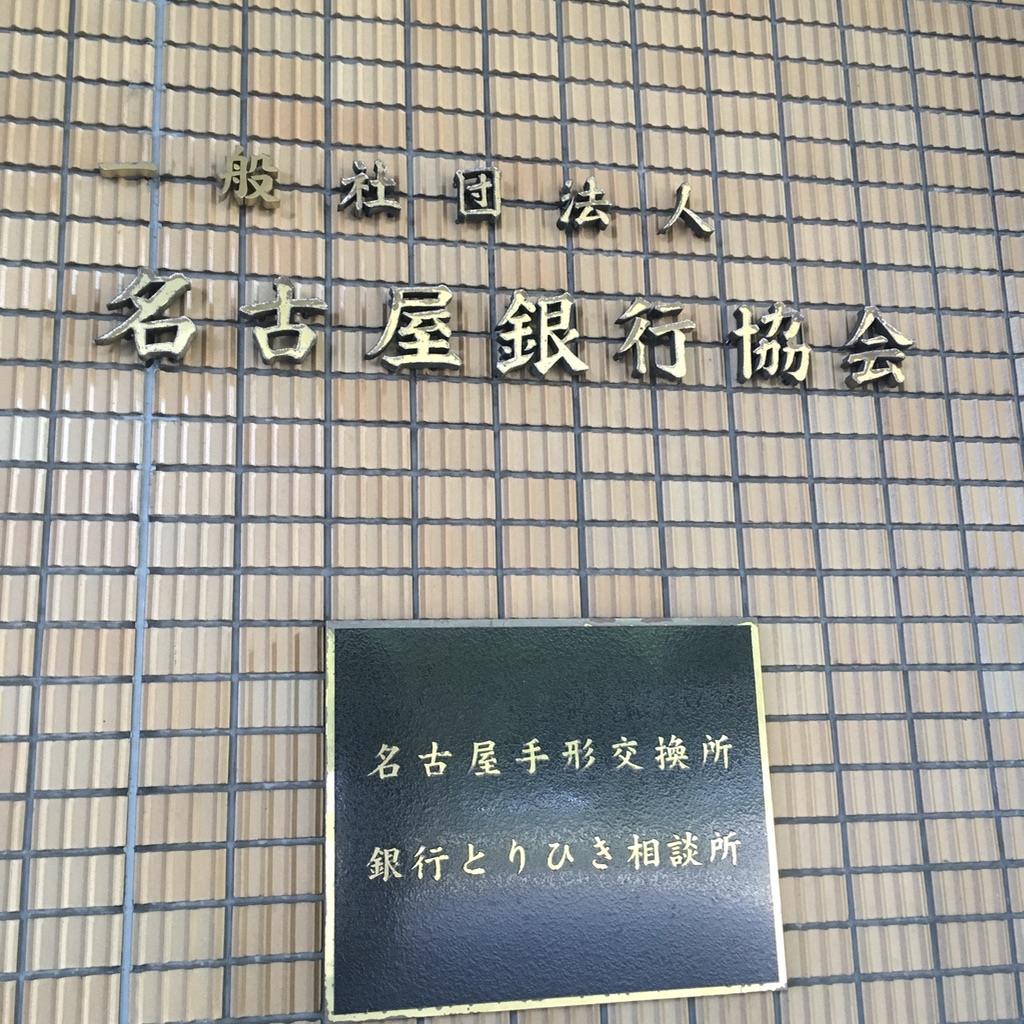 一般社団法人
名古屋銀行協会
名古屋手形交換所
銀行とりひき相談所